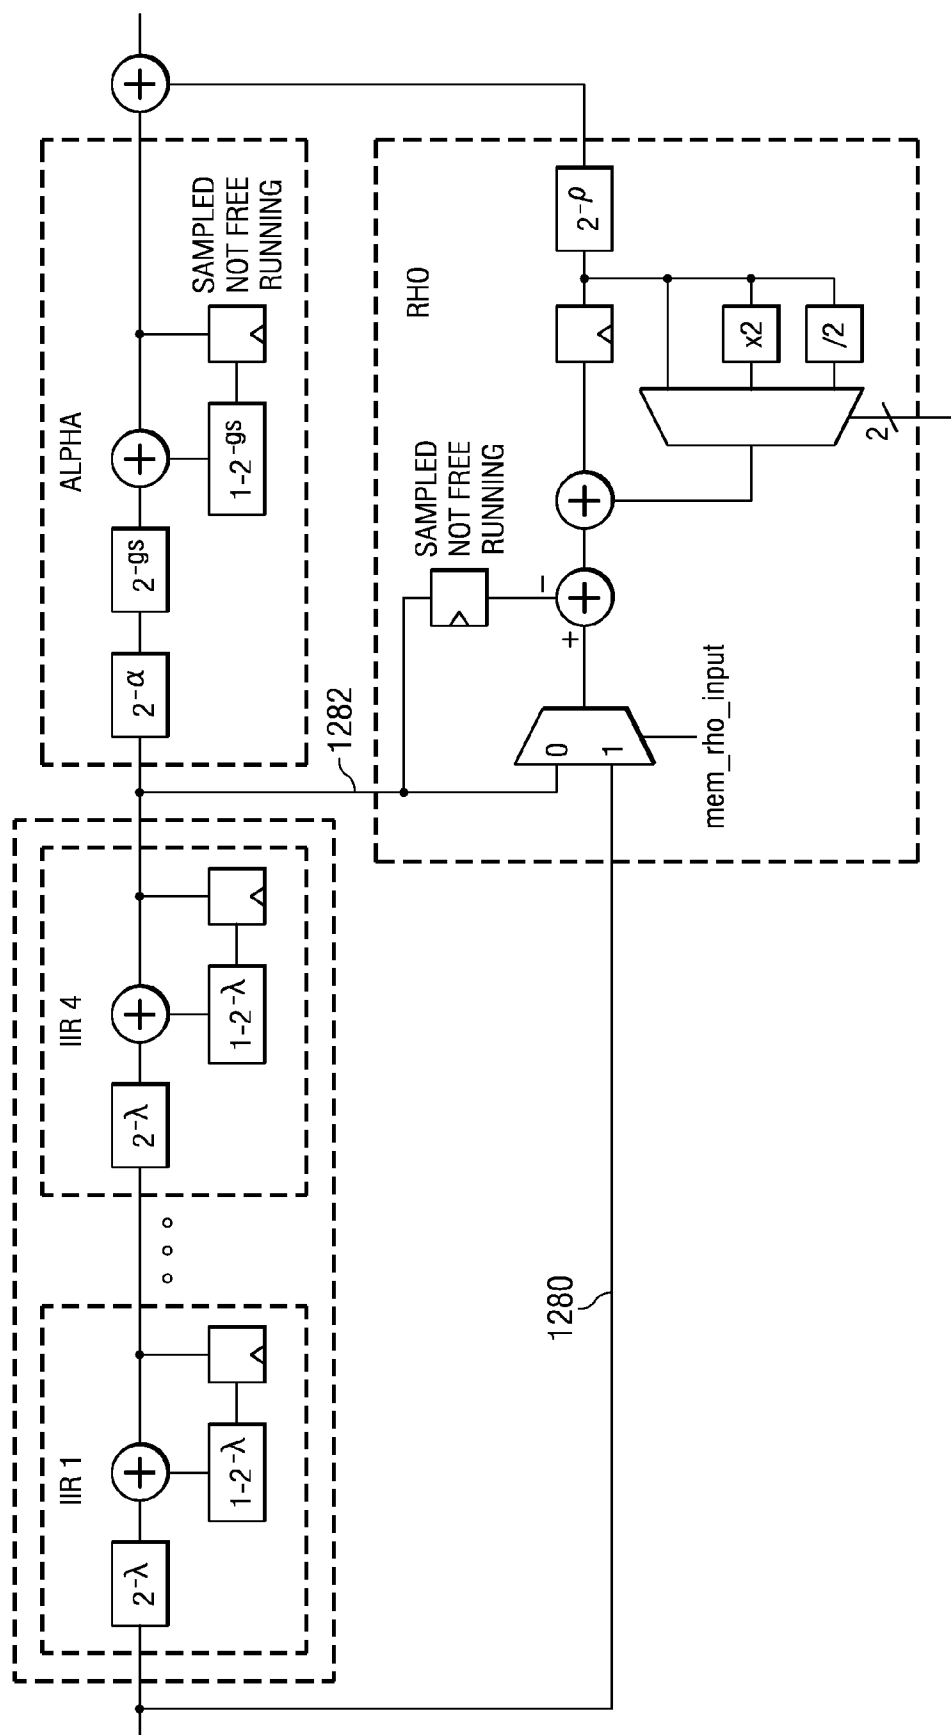 IIR 1
2-λ
+
1-2-λ
IIR 4
2-λ
+
1-2-λ
ALPHA
2-α
2-gs
+
1-2-gs
SAMPLED
NOT FREE
RUNNING
+
1280
1282
RHO
0
1
mem_rho_input
SAMPLED
NOT FREE
RUNNING
+
-
+
+
2-ρ
x2
/2
2